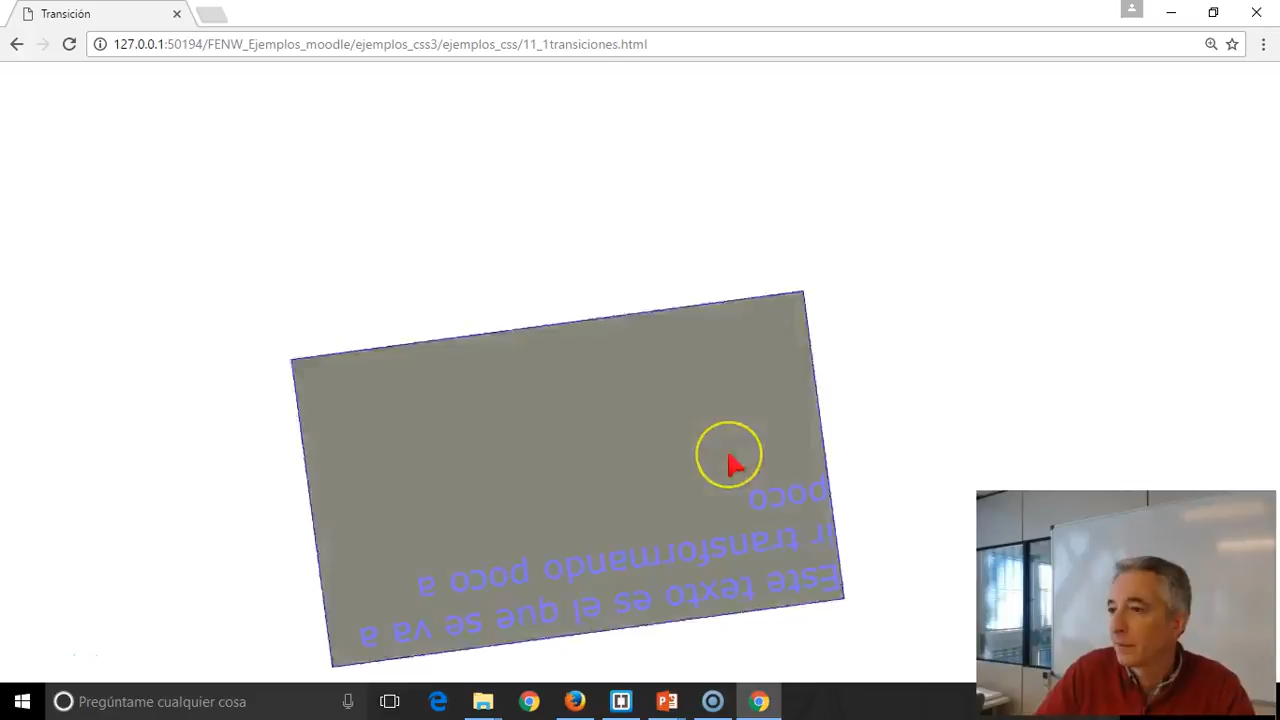 Transición
127.0.0.1:50194/FENW_Ejemplos_moodle/ejemplos_css3/ejemplos_css/11_1transiciones.html
Este texto es el que se va a
ir transformando poco a
poco
Pregúntame cualquier cosa